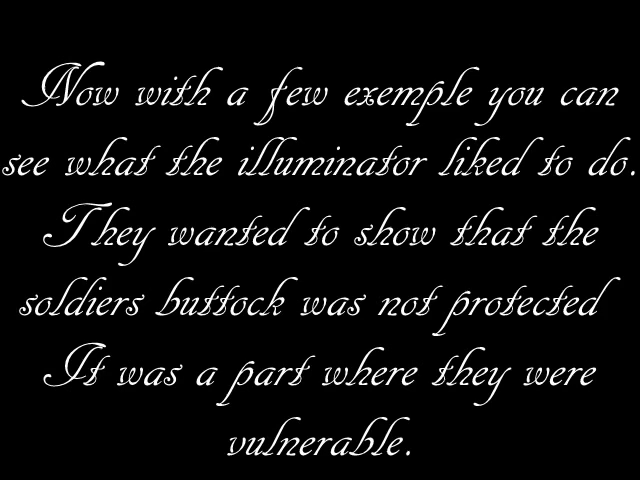 Now with a few exemple you can
see what the illuminator liked to do.
They wanted to show that the
soldiers buttock was not protected
It was a part where they were
vulnerable.